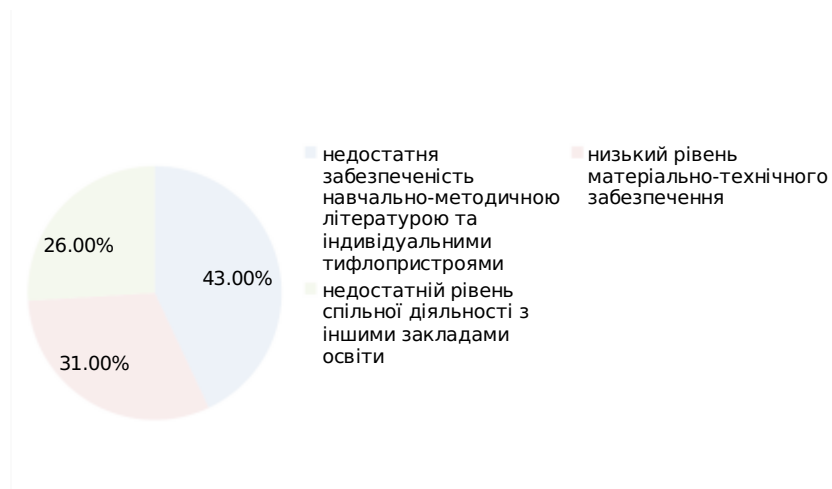 26.00%
43.00%
31.00%
недостатня
забезпеченість
навчально-методичною
літературою та
індивідуальними
тифлопристроями
низький рівень
матеріально-технічного
забезпечення
недостатній рівень
спільної діяльності з
іншими закладами
освіти